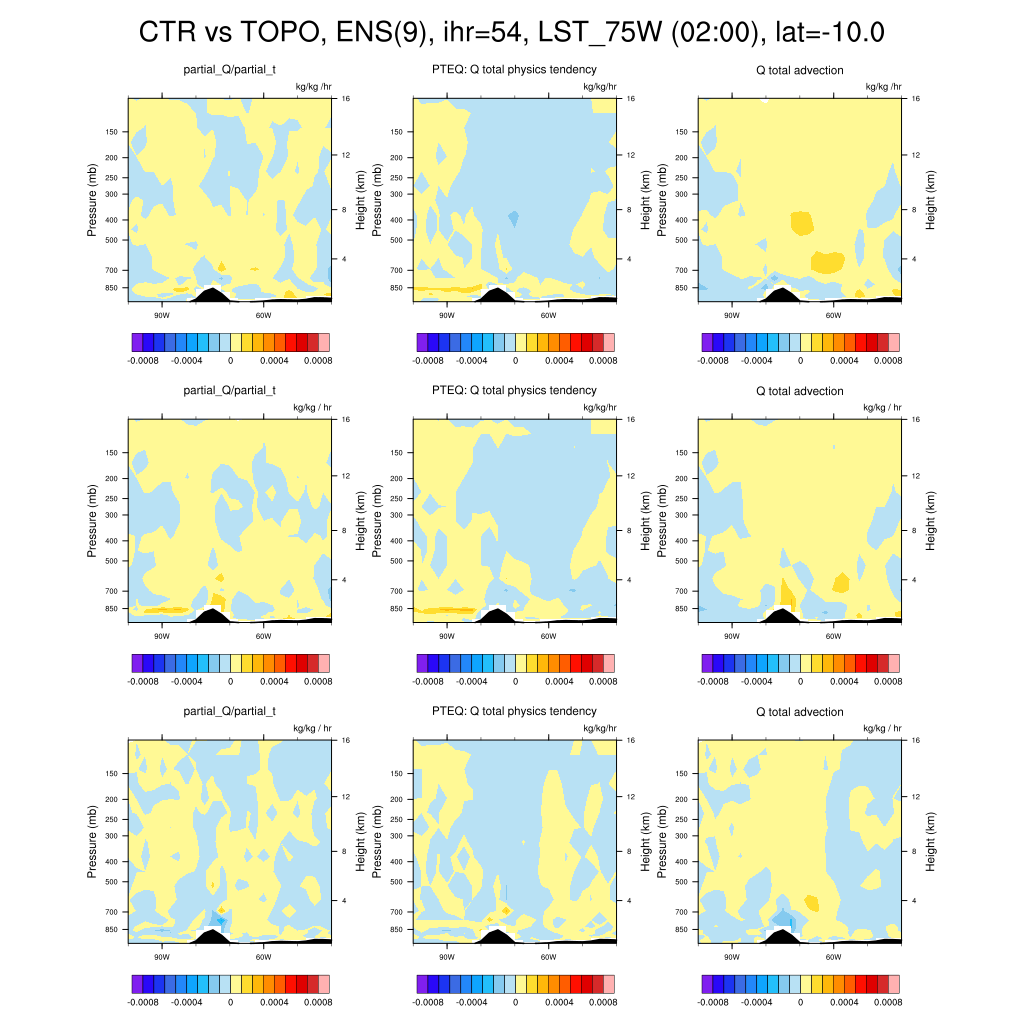 CTR vs TOPO, ENS(9), ihr=54, LST_75W (02:00), lat=-10.0
partial_Q/partial_t
PTEQ: Q total physics tendency
Q total advection
kg/kg /hr
kg/kg/hr
kg/kg /hr
Pressure (mb)
150
200
250
300
400
500
700
850
16
12
8
4
Height (km)
90W
60W
Pressure (mb)
150
200
250
300
400
500
700
850
16
12
8
4
Height (km)
90W
60W
Pressure (mb)
150
200
250
300
400
500
700
850
16
12
8
4
Height (km)
90W
60W
-0.0008 -0.0004 0 0.0004 0.0008
-0.0008 -0.0004 0 0.0004 0.0008
-0.0008 -0.0004 0 0.0004 0.0008
partial_Q/partial_t
PTEQ: Q total physics tendency
Q total advection
kg/kg / hr
kg/kg/hr
kg/kg / hr
Pressure (mb)
150
200
250
300
400
500
700
850
16
12
8
4
Height (km)
90W
60W
Pressure (mb)
150
200
250
300
400
500
700
850
16
12
8
4
Height (km)
90W
60W
Pressure (mb)
150
200
250
300
400
500
700
850
16
12
8
4
Height (km)
90W
60W
-0.0008 -0.0004 0 0.0004 0.0008
-0.0008 -0.0004 0 0.0004 0.0008
-0.0008 -0.0004 0 0.0004 0.0008
partial_Q/partial_t
PTEQ: Q total physics tendency
Q total advection
kg/kg / hr
kg/kg/hr
kg/kg / hr
Pressure (mb)
150
200
250
300
400
500
700
850
16
12
8
4
Height (km)
90W
60W
Pressure (mb)
150
200
250
300
400
500
700
850
16
12
8
4
Height (km)
90W
60W
Pressure (mb)
150
200
250
300
400
500
700
850
16
12
8
4
Height (km)
90W
60W
-0.0008 -0.0004 0 0.0004 0.0008
-0.0008 -0.0004 0 0.0004 0.0008
-0.0008 -0.0004 0 0.0004 0.0008